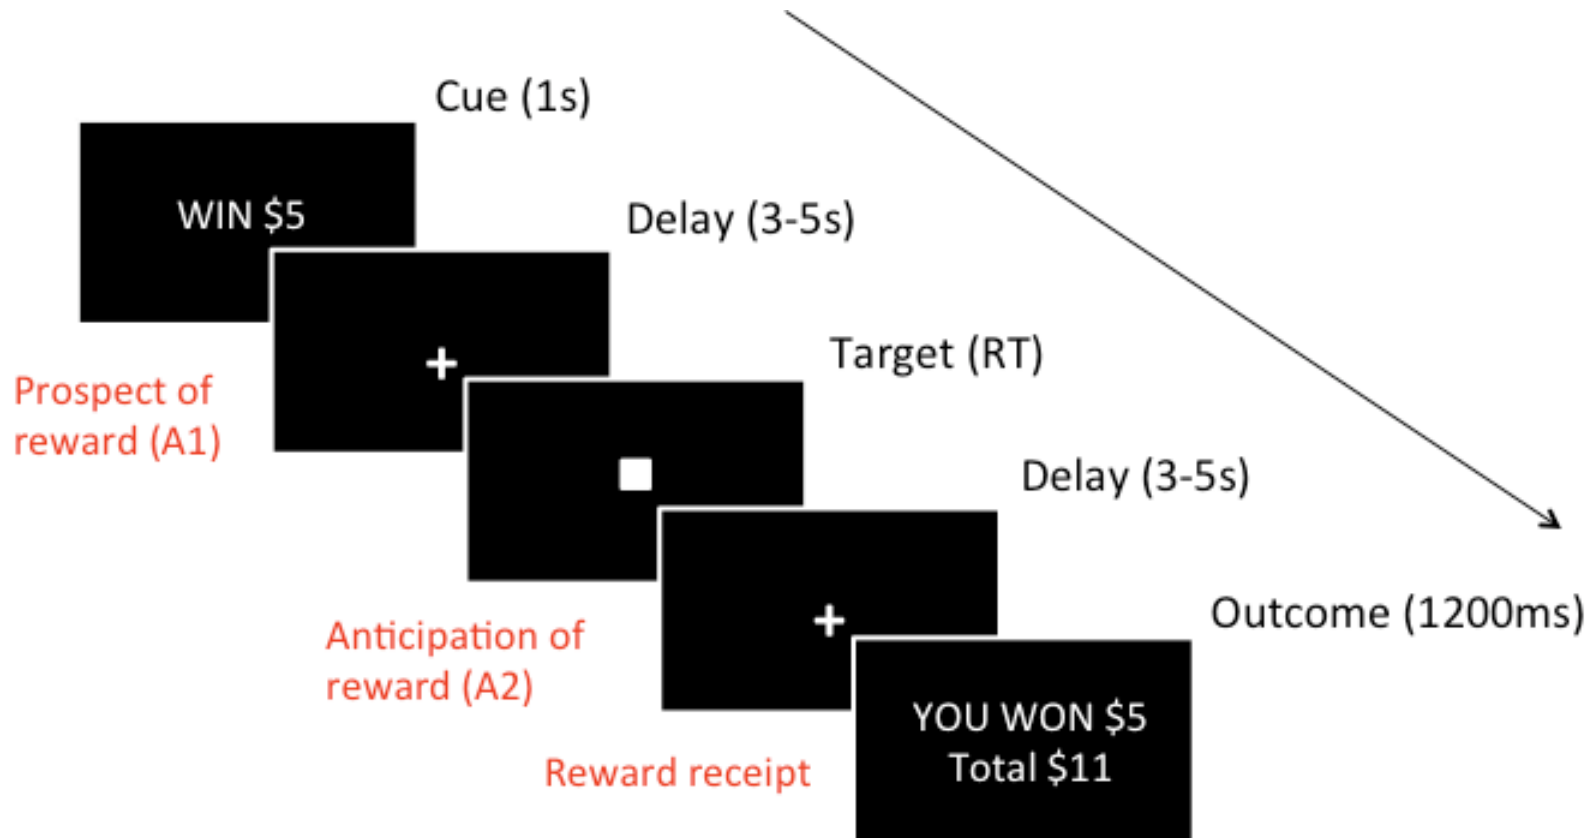 Cue (1s)
WIN $5
Delay (3-5s)
Prospect of
reward (A1)
Target (RT)
Delay (3-5s)
Anticipation of
reward (A2)
Outcome (1200ms)
YOU WON $5
Total $11
Reward receipt